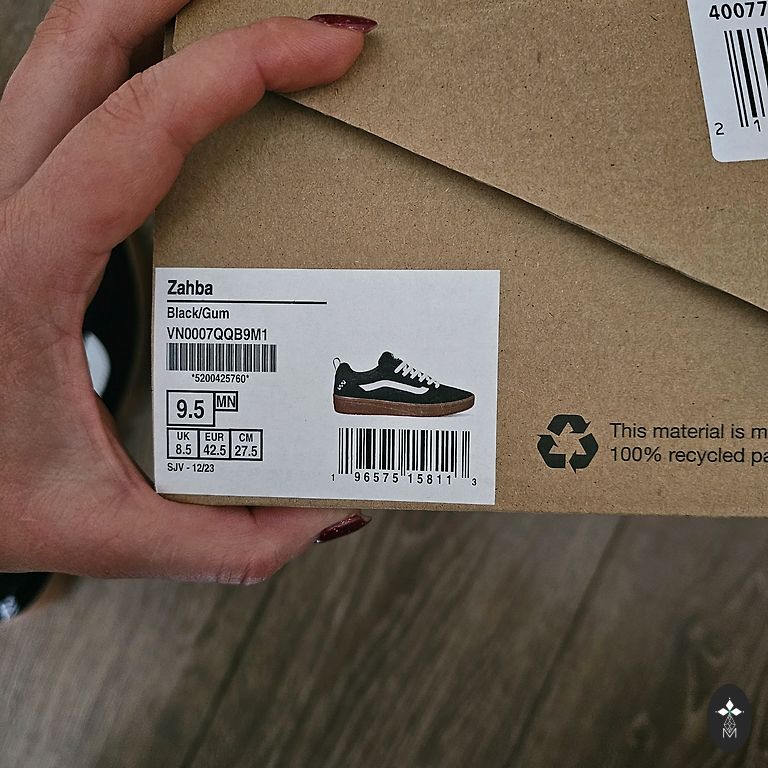 40077
2 1
Zahba
Black/Gum
VN0007QQB9M1
*5200425760*
9.5 MN
UK EUR CM
8.5 42.5 27.5
SJV - 12/23
1 96575 15811 3
This material is m
100% recycled pa
M